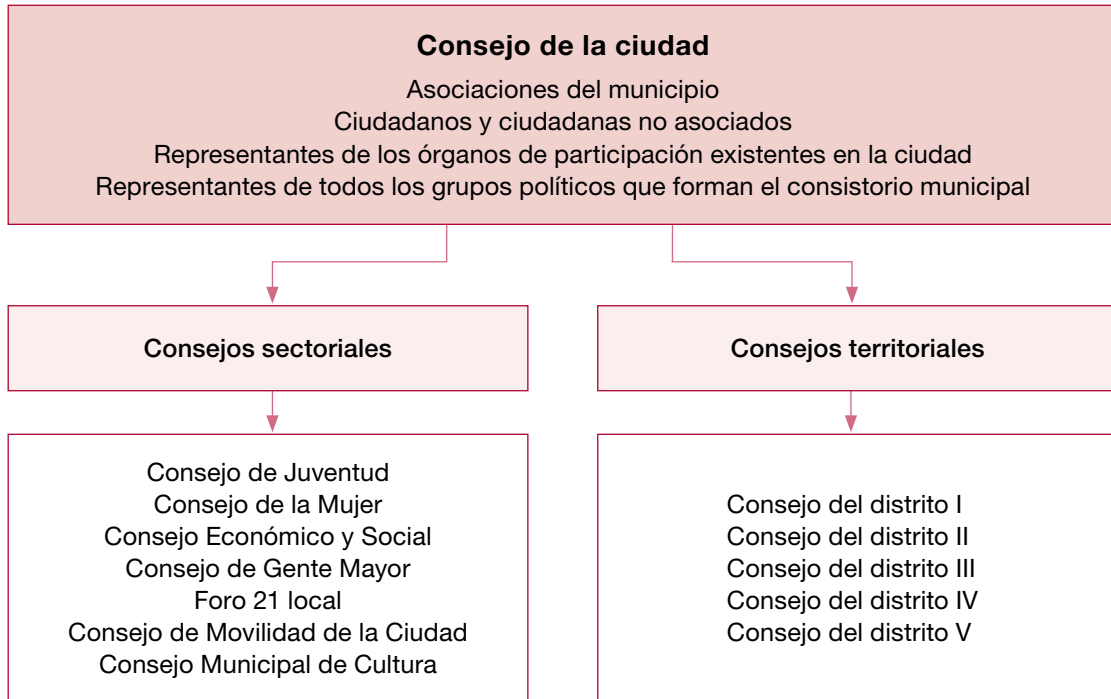 Consejo de la ciudad
Asociaciones del municipio
Ciudadanos y ciudadanas no asociados
Representantes de los órganos de participación existentes en la ciudad
Representantes de todos los grupos políticos que forman el consistorio municipal
Consejos sectoriales
Consejos territoriales
Consejo de Juventud
Consejo de la Mujer
Consejo Económico y Social
Consejo de Gente Mayor
Foro 21 local
Consejo de Movilidad de la Ciudad
Consejo Municipal de Cultura
Consejo del distrito I
Consejo del distrito II
Consejo del distrito III
Consejo del distrito IV
Consejo del distrito V